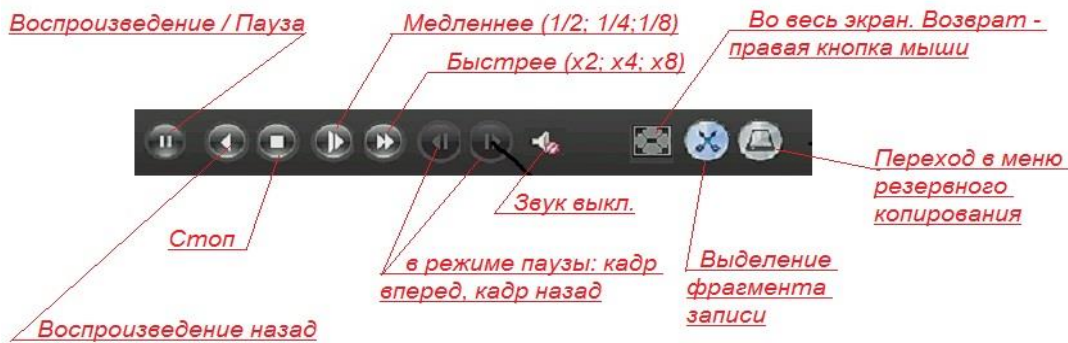 Воспроизведение / Пауза
Медленнее (1/2; 1/4;1/8)
Быстрее (x2; x4; x8)
Во весь экран. Возврат -
правая кнопка мыши
Звук выкл.
Стоп
в режиме паузы: кадр
вперед, кадр назад
Воспроизведение назад
Выделение
фрагмента
записи
Переход в меню
резервного
копирования